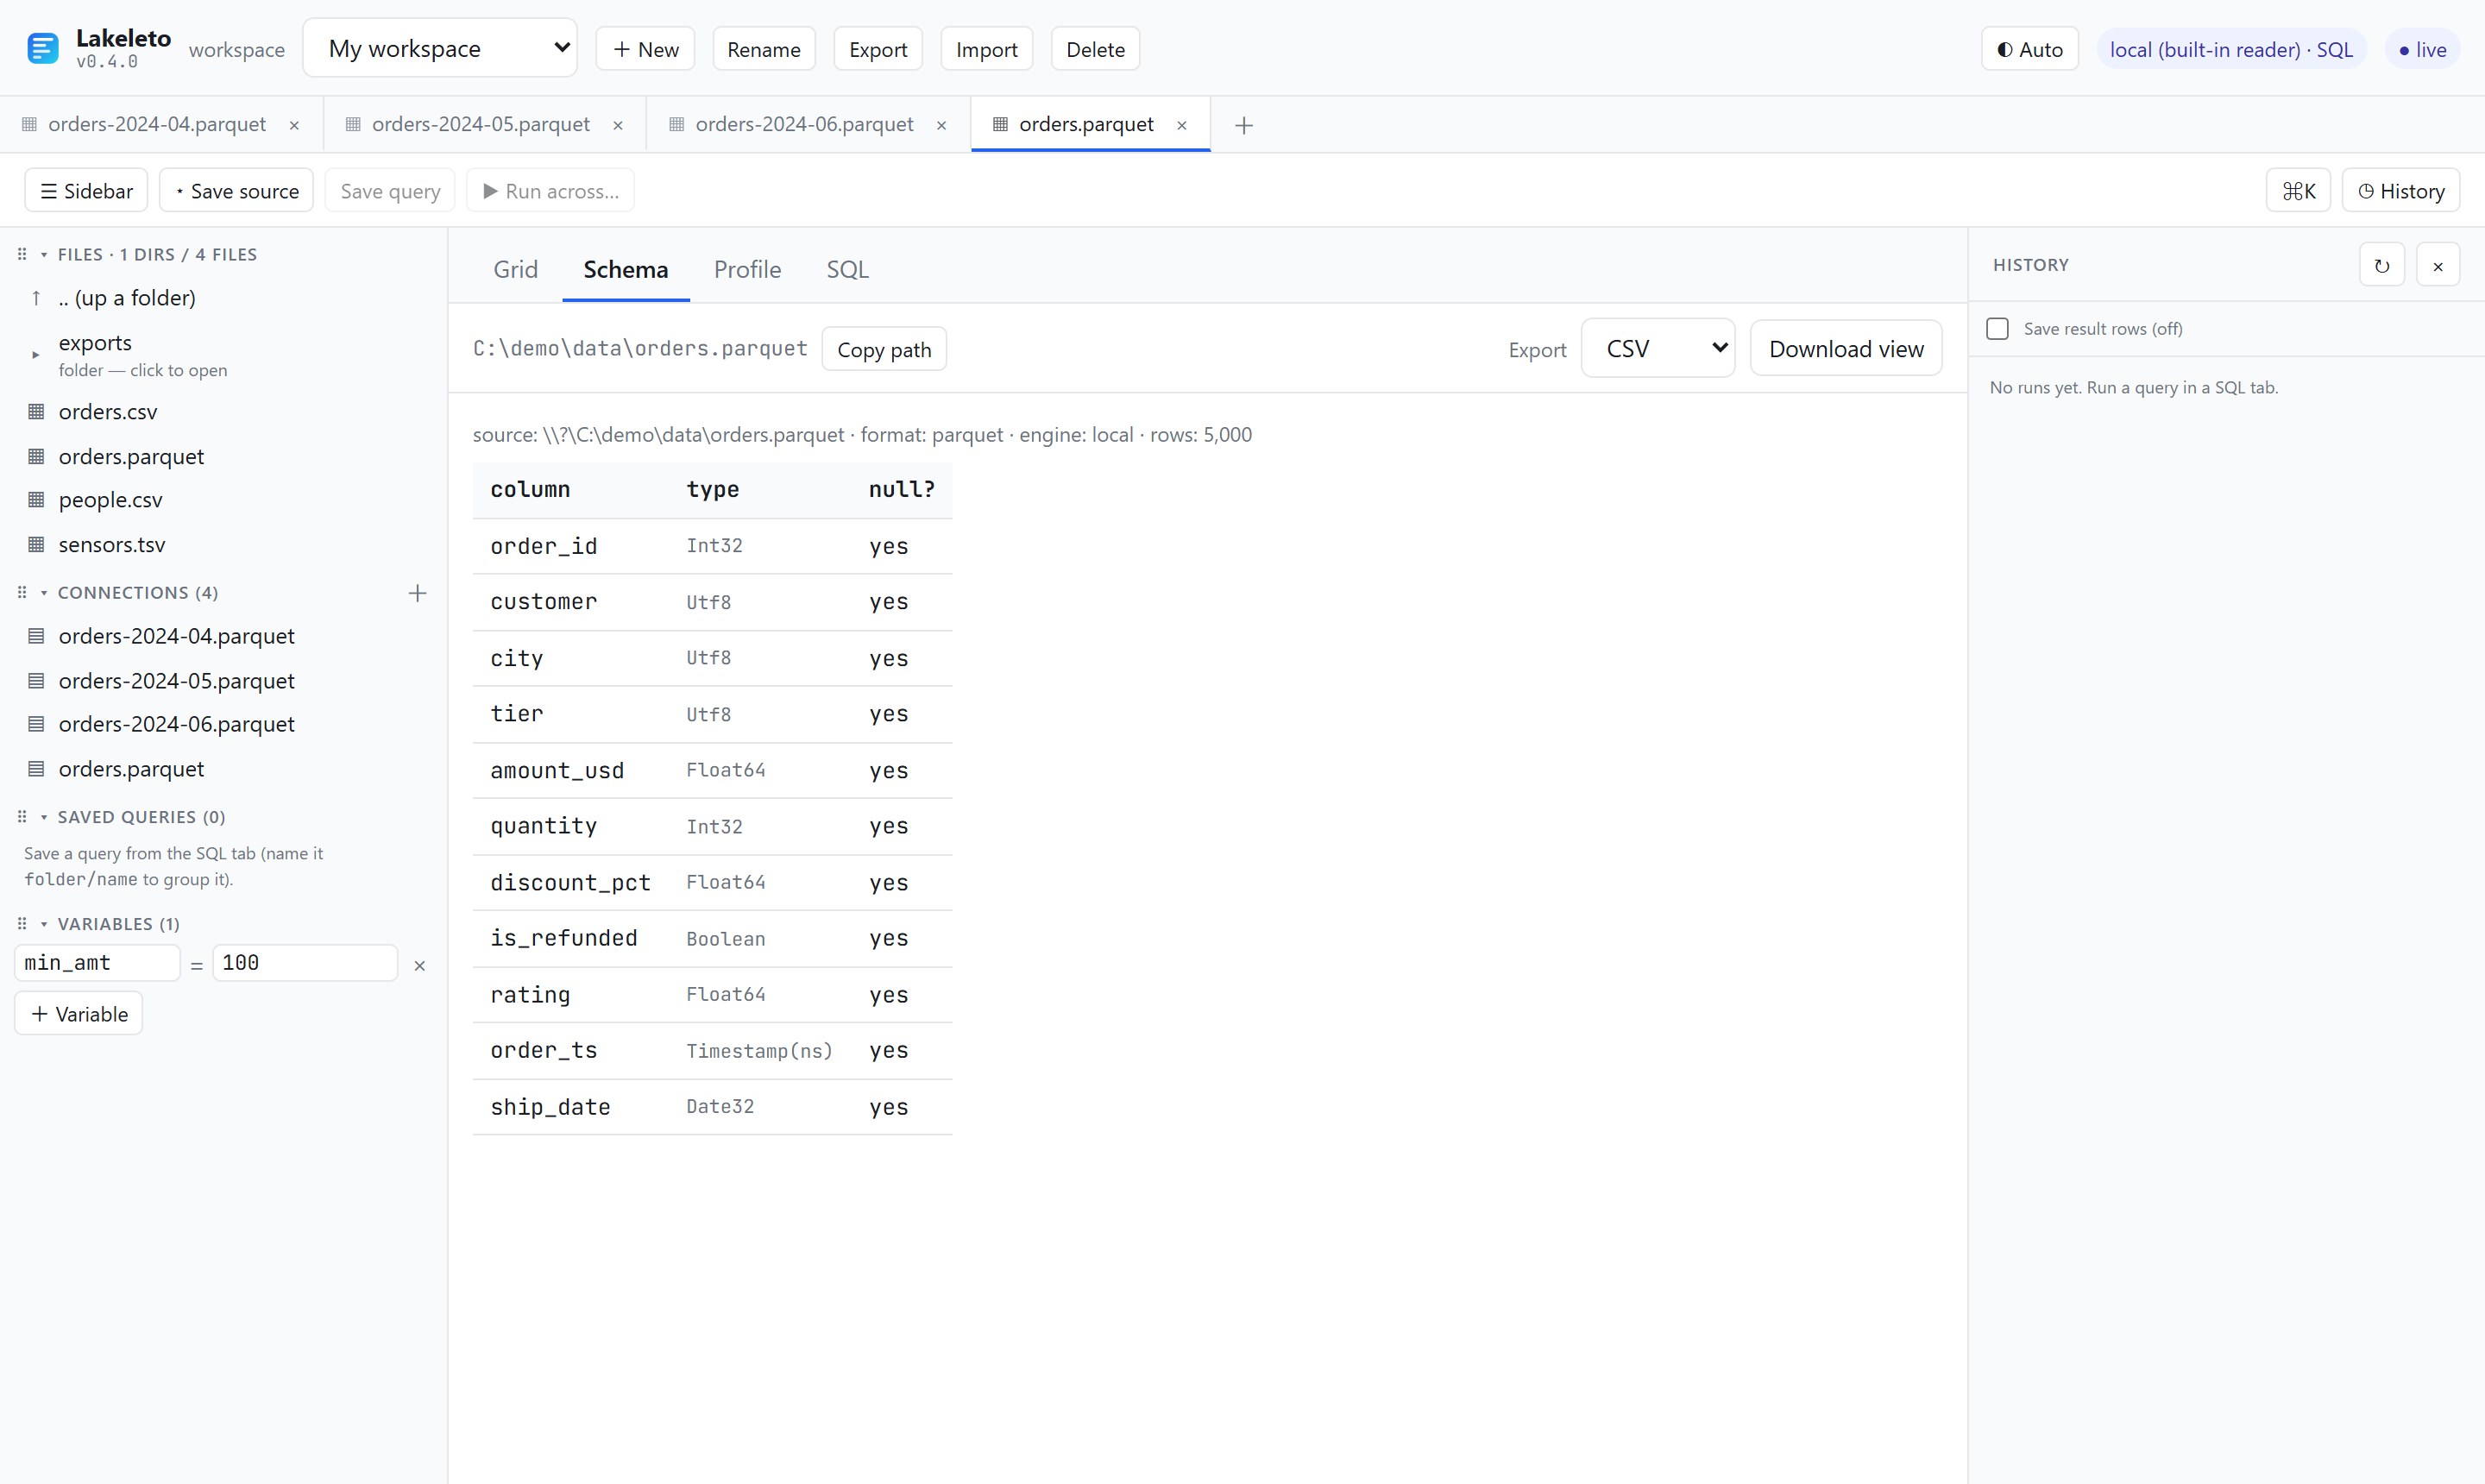 Lakeleto
v0.4.0
workspace
My workspace
+ New
Rename
Export
Import
Delete
Auto
local (built-in reader) · SQL
● live
orders-2024-04.parquet ×
orders-2024-05.parquet ×
orders-2024-06.parquet ×
orders.parquet ×
+
☰ Sidebar
Save source
Save query
▶ Run across…
⌘K
History
FILES · 1 DIRS / 4 FILES
↑ .. (up a folder)
exports
folder — click to open
orders.csv
orders.parquet
people.csv
sensors.tsv
CONNECTIONS (4) +
orders-2024-04.parquet
orders-2024-05.parquet
orders-2024-06.parquet
orders.parquet
SAVED QUERIES (0)
Save a query from the SQL tab (name it
folder/name to group it).
VARIABLES (1)
min_amt = 100 ×
+ Variable
Grid
Schema
Profile
SQL
C:\demo\data\orders.parquet
Copy path
Export
CSV
Download view
source: \\?\C:\demo\data\orders.parquet · format: parquet · engine: local · rows: 5,000
column type null?
order_id Int32 yes
customer Utf8 yes
city Utf8 yes
tier Utf8 yes
amount_usd Float64 yes
quantity Int32 yes
discount_pct Float64 yes
is_refunded Boolean yes
rating Float64 yes
order_ts Timestamp(ns) yes
ship_date Date32 yes
HISTORY
↻ ×
Save result rows (off)
No runs yet. Run a query in a SQL tab.